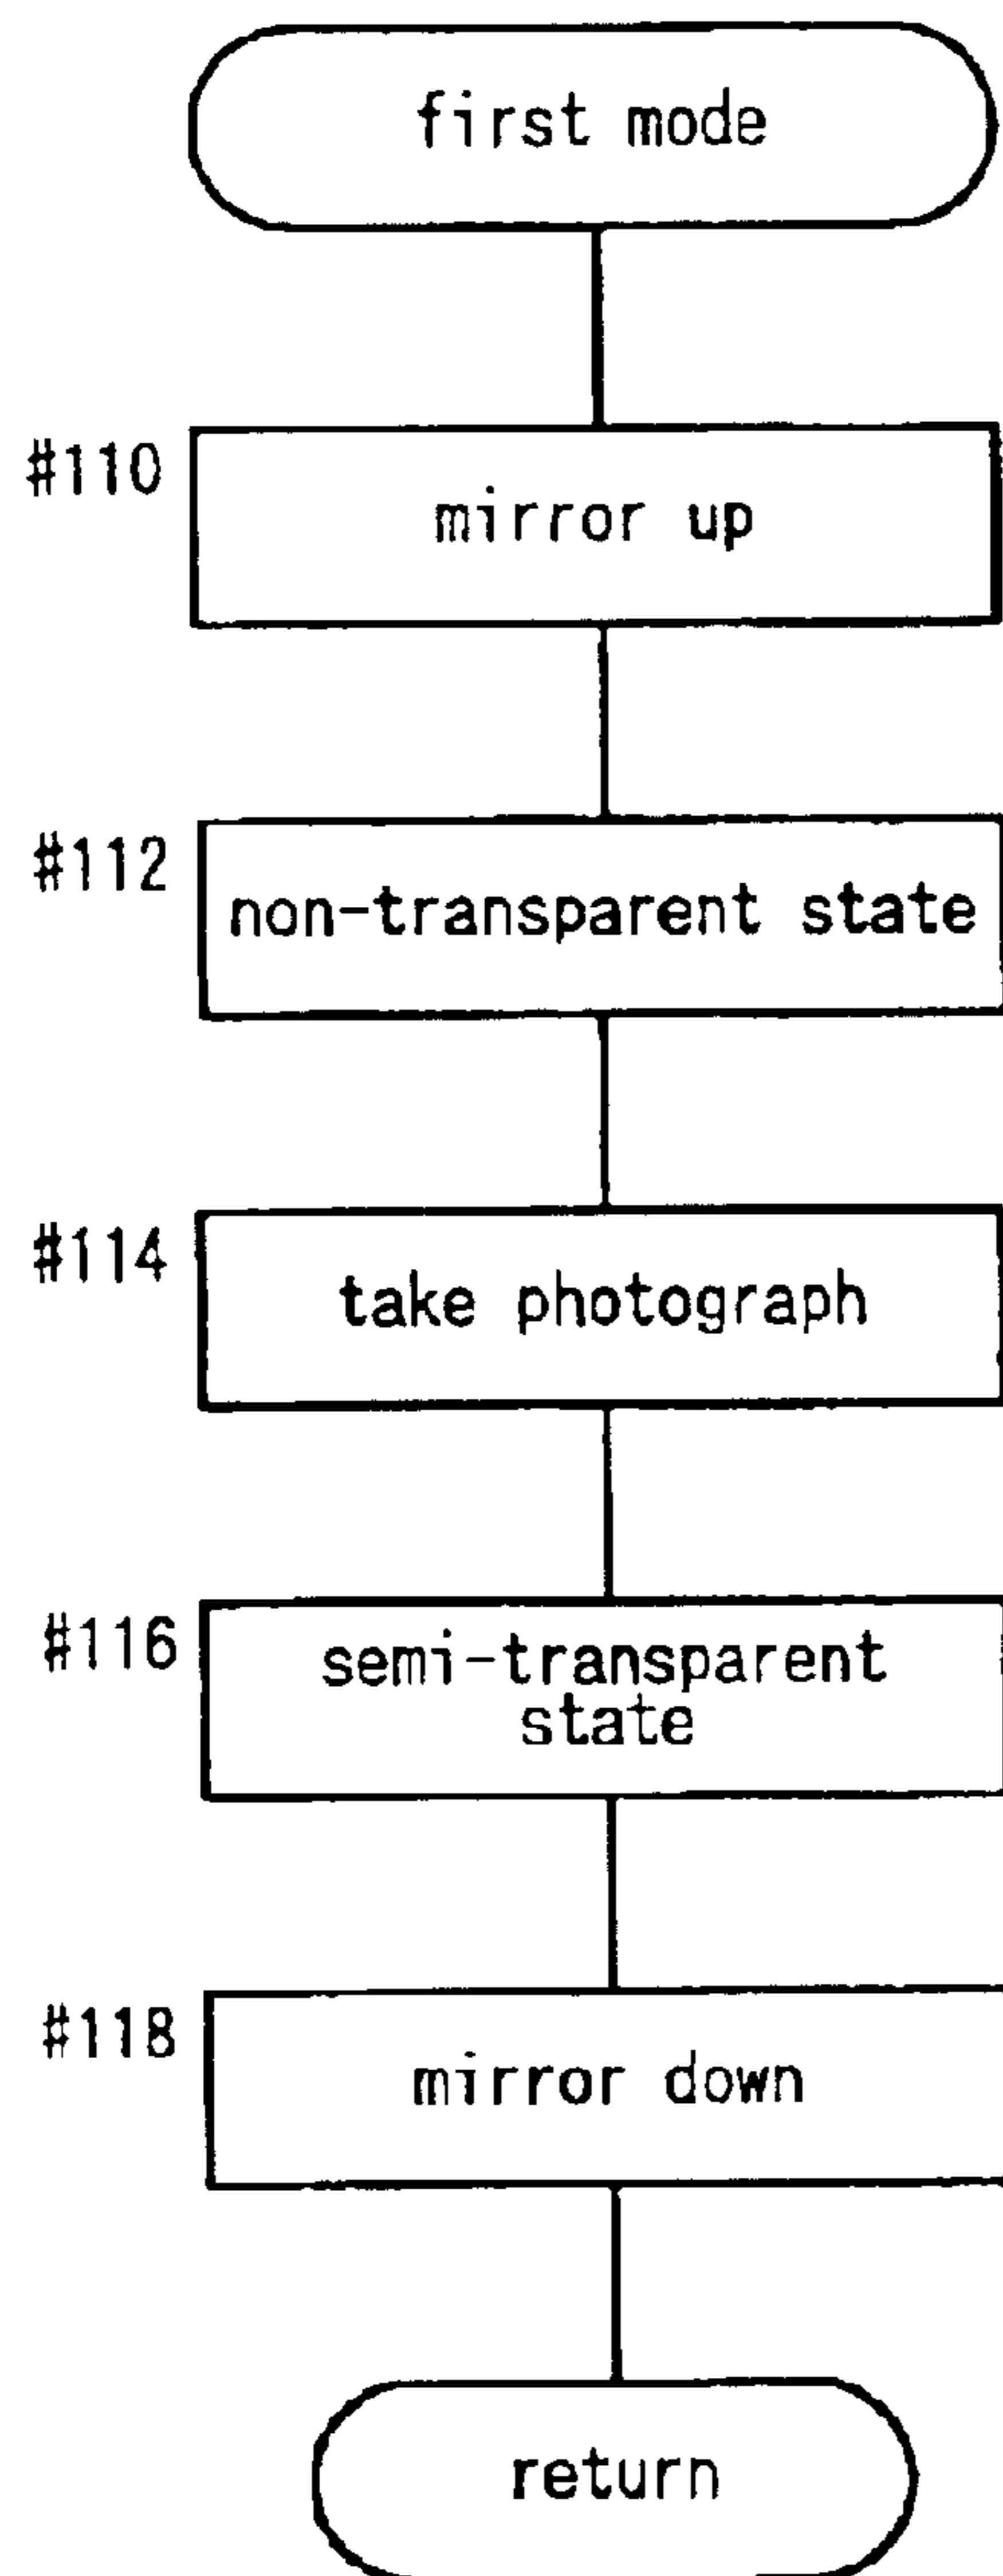 first mode
#110
mirror up
#112
non-transparent state
#114
take photograph
#116
semi-transparent
state
#118
mirror down
return